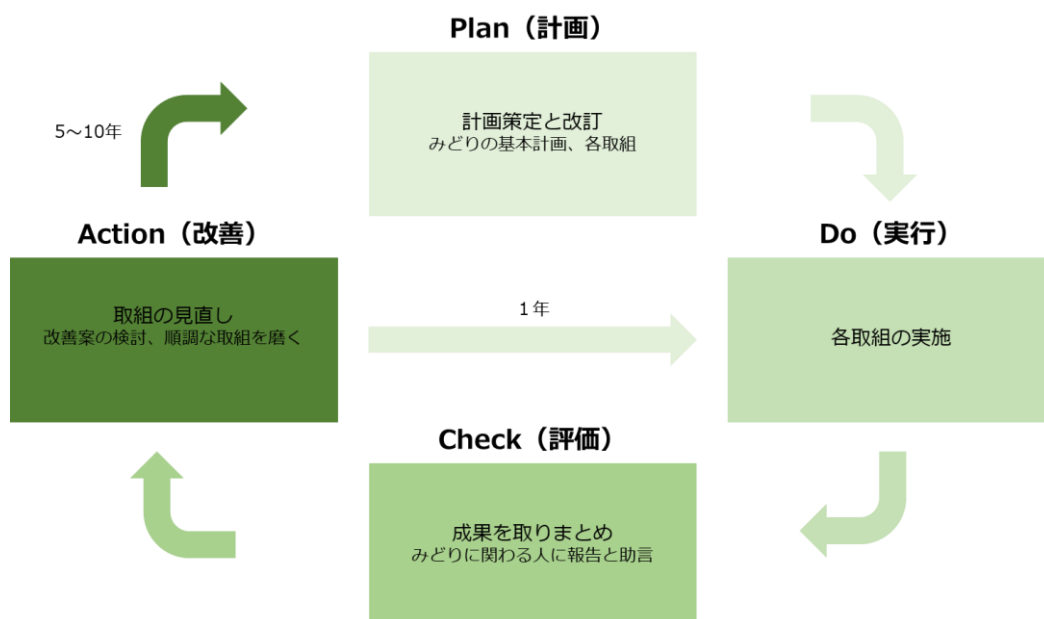 Plan（計画）
計画策定と改訂
みどりの基本計画、各取組
5～10年
Action（改善）
取組の見直し
改善案の検討、順調な取組を磨く
1年
Do（実行）
各取組の実施
Check（評価）
成果を取りまとめ
みどりに関わる人に報告と助言